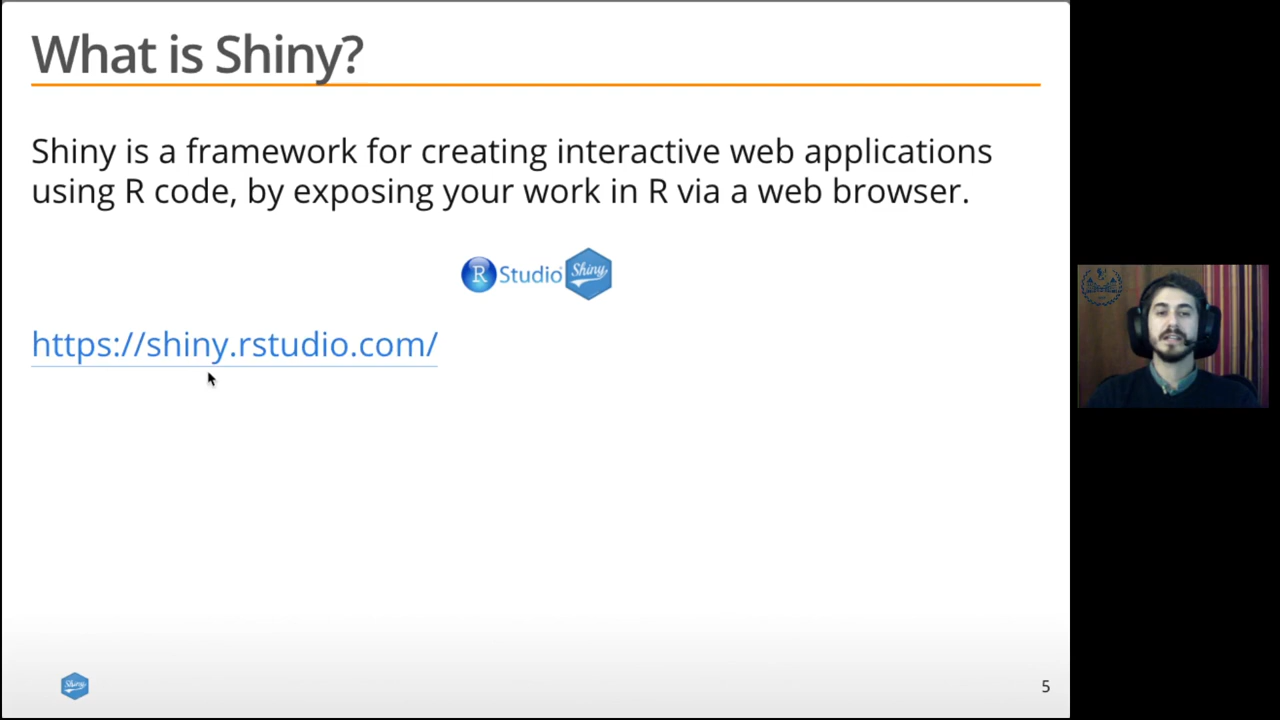 What is Shiny?
Shiny is a framework for creating interactive web applications
using R code, by exposing your work in R via a web browser.
R Studio Shiny
https://shiny.rstudio.com/
Shiny
5